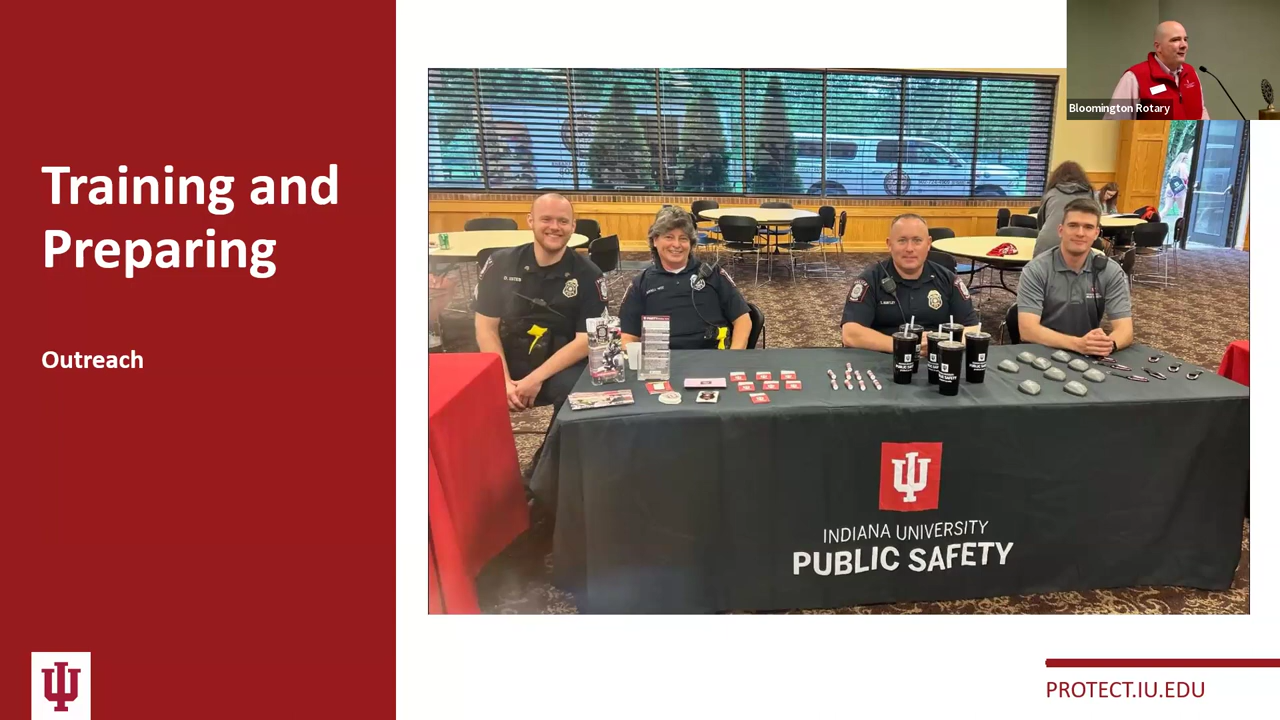 Training and
Preparing
Outreach
Bloomington Rotary
INDIANA UNIVERSITY
PUBLIC SAFETY
PROTECT.IU.EDU